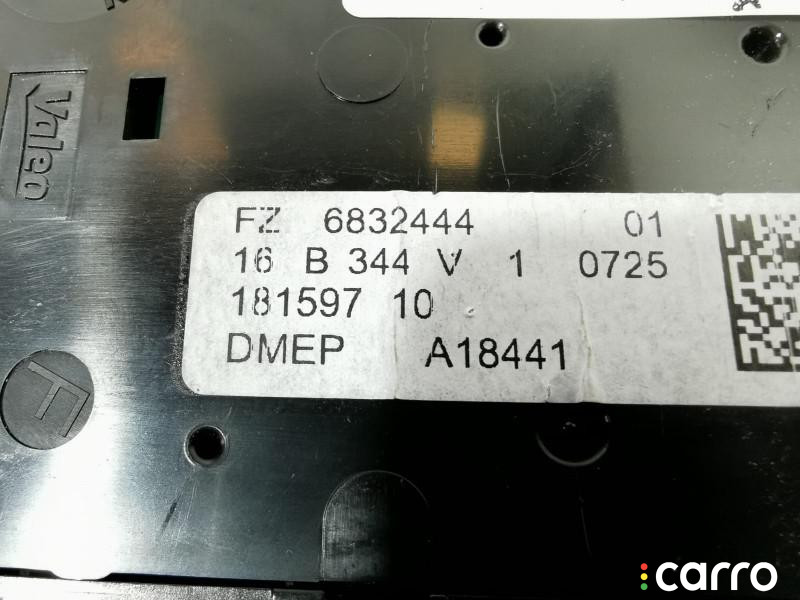 Valeo
FZ 6832444 01
16 B 344 V 1 0725
181597 10
DMEP A18441
F
carro